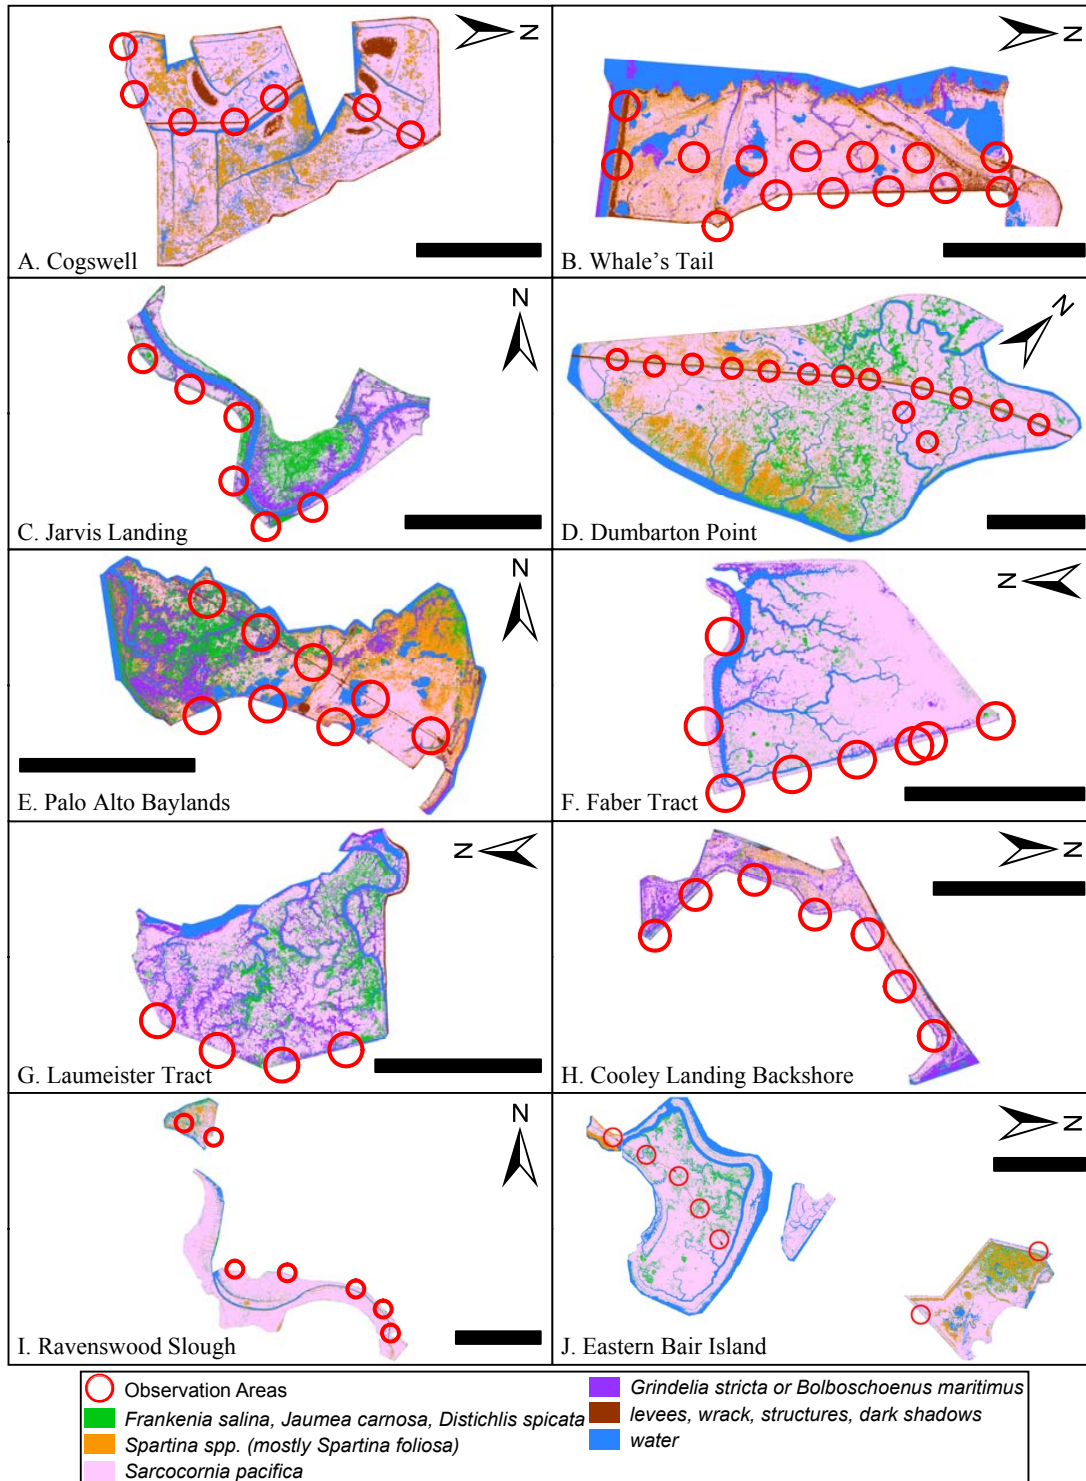 N
N
A. Cogswell
B. Whale's Tail
N
N
C. Jarvis Landing
D. Dumbarton Point
N
N
E. Palo Alto Baylands
F. Faber Tract
N
N
G. Laumeister Tract
H. Cooley Landing Backshore
N
N
I. Ravenswood Slough
J. Eastern Bair Island
Observation Areas
Frankenia salina, Jaumea carnosa, Distichlis spicata
Spartina spp. (mostly Spartina foliosa)
Sarcocornia pacifica
Grindelia stricta or Bolboschoenus maritimus
levees, wrack, structures, dark shadows
water